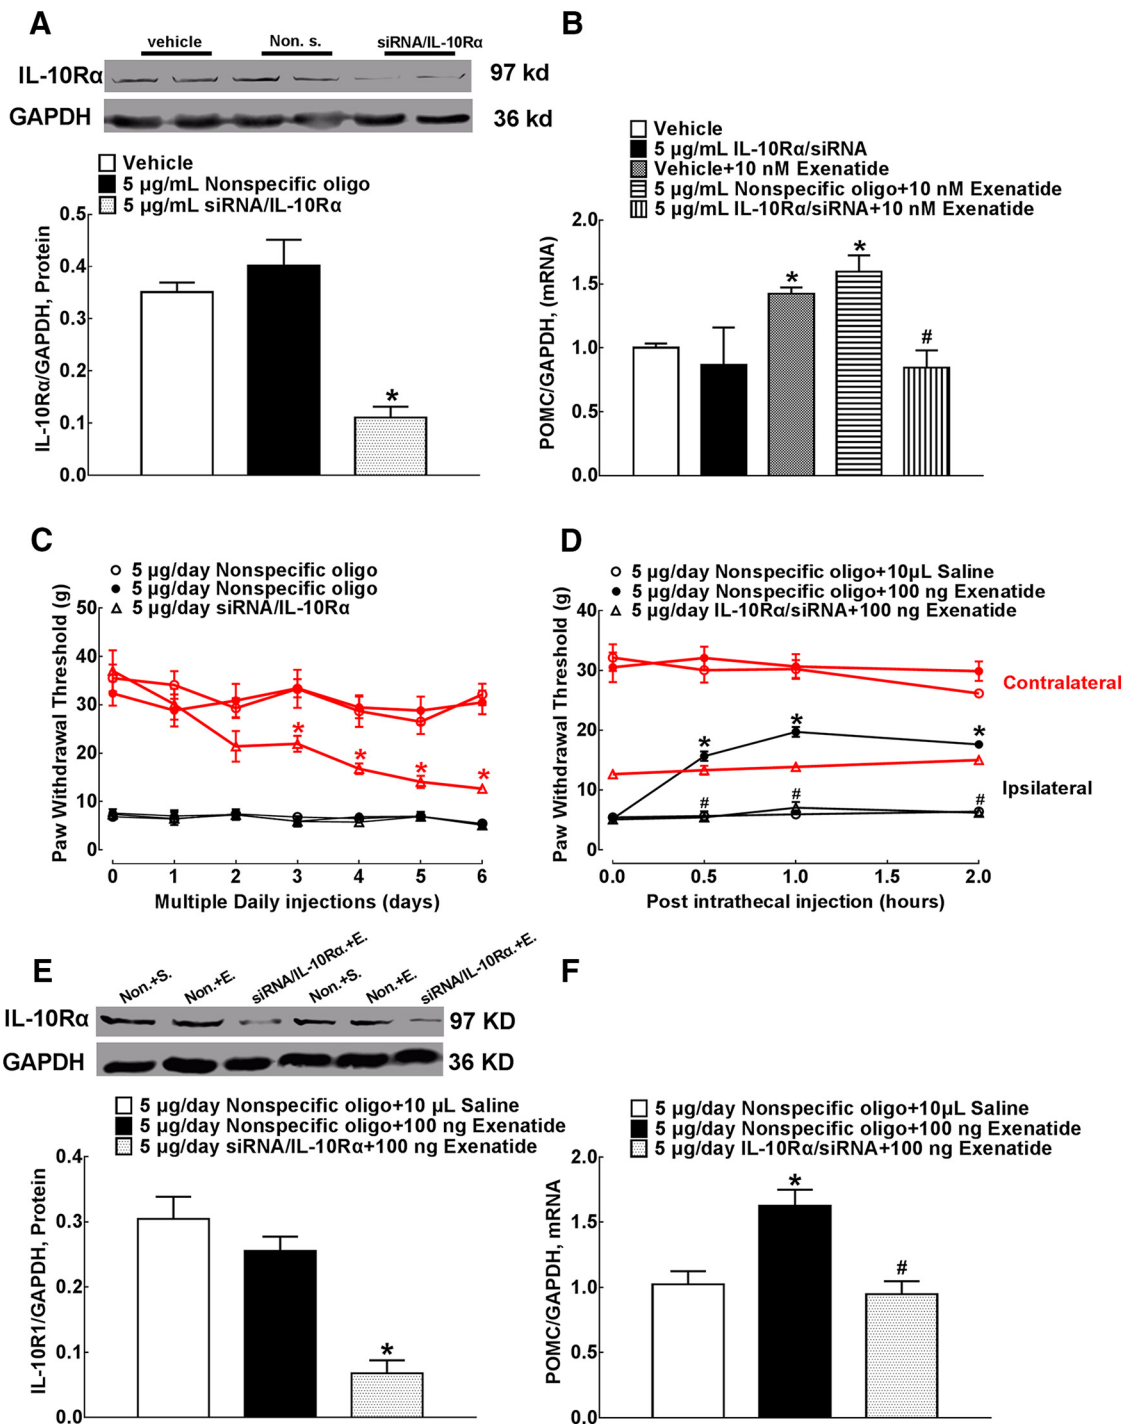 A
vehicle Non. s. siRNA/IL-10Rα
IL-10Rα 97 kd
GAPDH 36 kd
Vehicle
5 µg/mL Nonspecific oligo
5 µg/mL siRNA/IL-10Rα
IL-10Rα/GAPDH, Protein
0.5
0.4
0.3
0.2
0.1
0.0
*
B
Vehicle
5 µg/mL IL-10Rα/siRNA
Vehicle+10 nM Exenatide
5 µg/mL Nonspecific oligo+10 nM Exenatide
5 µg/mL IL-10Rα/siRNA+10 nM Exenatide
POMC/GAPDH, (mRNA)
2.0
1.5
1.0
0.5
0.0
* * #
C
5 µg/day Nonspecific oligo
5 µg/day Nonspecific oligo
5 µg/day siRNA/IL-10Rα
Paw Withdrawal Threshold (g)
50
40
30
20
10
0
* * * *
0 1 2 3 4 5 6
Multiple Daily injections (days)
D
5 µg/day Nonspecific oligo+10µL Saline
5 µg/day Nonspecific oligo+100 ng Exenatide
5 µg/day IL-10Rα/siRNA+100 ng Exenatide
Paw Withdrawal Threshold (g)
40
30
20
10
0
Contralateral
Ipsilateral
* * *
# # #
0.0 0.5 1.0 1.5 2.0
Post intrathecal injection (hours)
E
Non.+S. Non.+E. siRNA/IL-10Rα.+E. Non.+S. Non.+E. siRNA/IL-10Rα.+E.
IL-10Rα 97 KD
GAPDH 36 KD
5 µg/day Nonspecific oligo+10 µL Saline
5 µg/day Nonspecific oligo+100 ng Exenatide
5 µg/day siRNA/IL-10Rα+100 ng Exenatide
IL-10R1/GAPDH, Protein
0.4
0.3
0.2
0.1
0.0
*
F
5 µg/day Nonspecific oligo+10µL Saline
5 µg/day Nonspecific oligo+100 ng Exenatide
5 µg/day IL-10Rα/siRNA+100 ng Exenatide
POMC/GAPDH, mRNA
2.0
1.5
1.0
0.5
0.0
* #